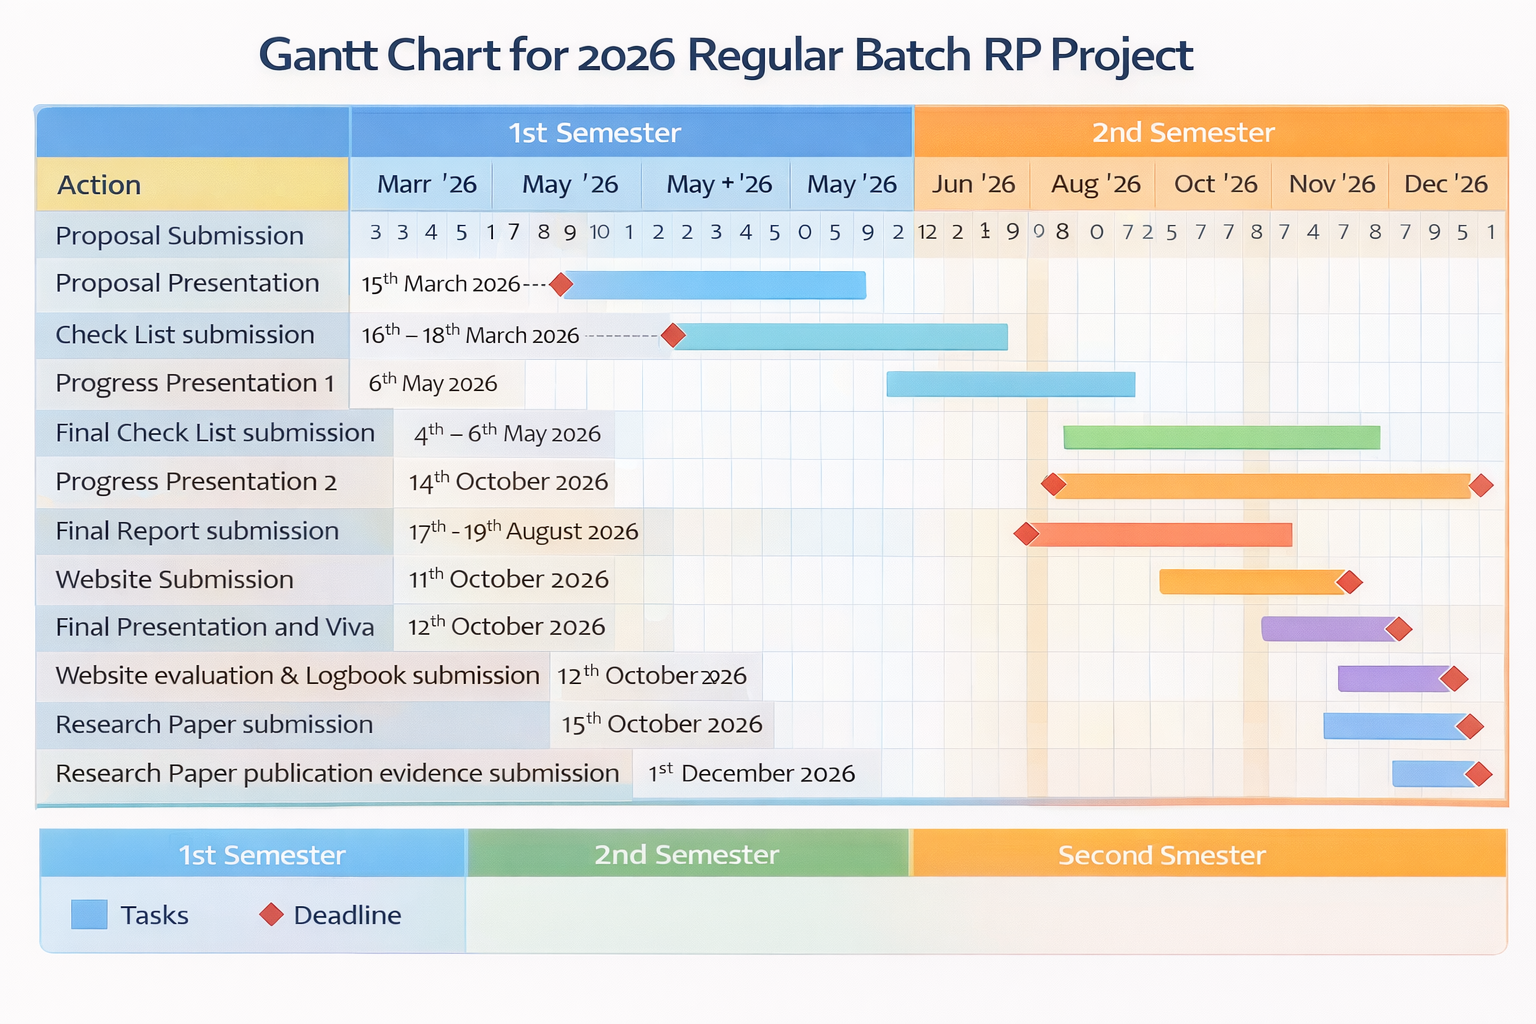 Gantt Chart for 2026 Regular Batch RP Project
1st Semester 2nd Semester
Action Marr '26 May '26 May + '26 May '26 Jun '26 Aug '26 Oct '26 Nov '26 Dec '26
Proposal Submission 3 3 4 5 1 7 8 9 10 1 2 2 3 4 5 0 5 9 2 12 2 1 9 0 8 0 7 2 5 7 7 8 7 4 7 8 7 9 5 1
Proposal Presentation 15th March 2026
Check List submission 16th – 18th March 2026
Progress Presentation 1 6th May 2026
Final Check List submission 4th – 6th May 2026
Progress Presentation 2 14th October 2026
Final Report submission 17th - 19th August 2026
Website Submission 11th October 2026
Final Presentation and Viva 12th October 2026
Website evaluation & Logbook submission 12th October 2026
Research Paper submission 15th October 2026
Research Paper publication evidence submission 1st December 2026
1st Semester 2nd Semester Second Smester
Tasks Deadline